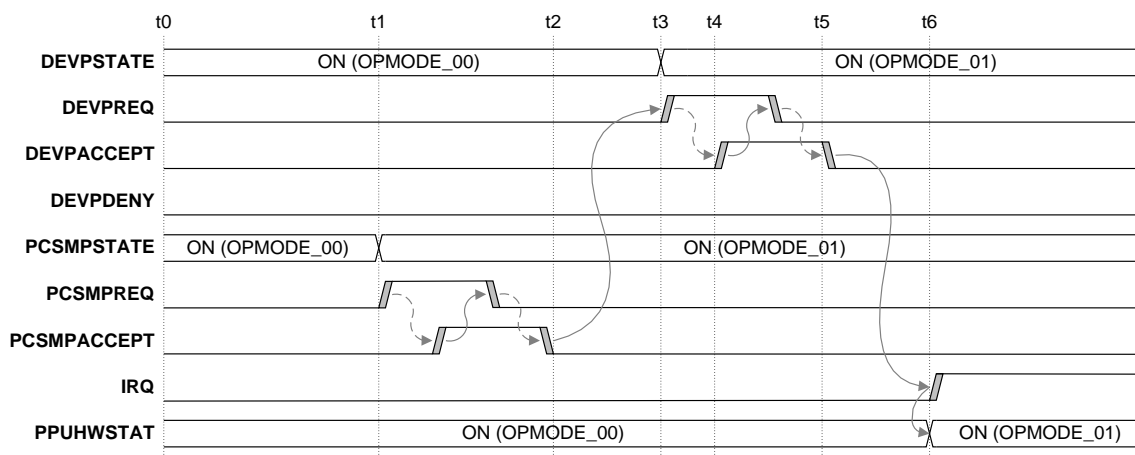 t0 t1 t2 t3 t4 t5 t6
DEVPSTATE ON (OPMODE_00) ON (OPMODE_01)
DEVPREQ
DEVPACCEPT
DEVPDENY
PCSMPSTATE ON (OPMODE_00) ON (OPMODE_01)
PCSMPREQ
PCSMPACCEPT
IRQ
PPUHWSTAT ON (OPMODE_00) ON (OPMODE_01)